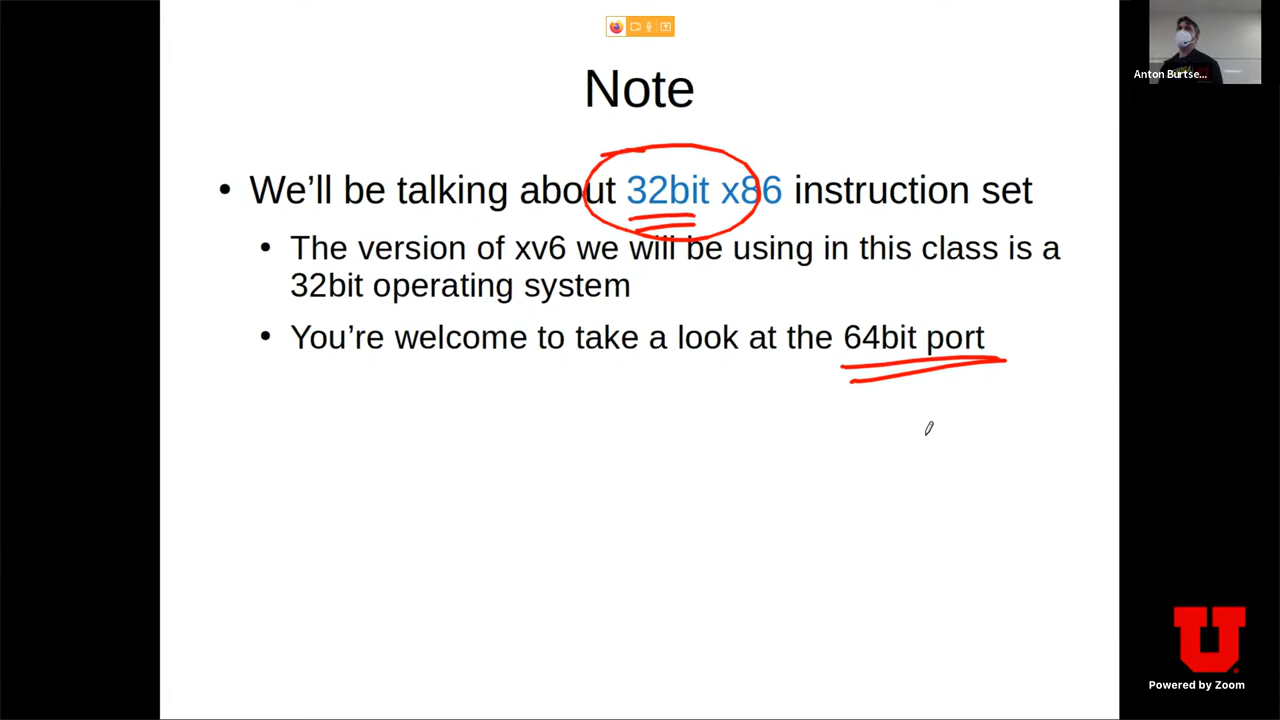 Note
• We’ll be talking about 32bit x86 instruction set
• The version of xv6 we will be using in this class is a
32bit operating system
• You’re welcome to take a look at the 64bit port
Anton Burtse...
U
Powered by Zoom